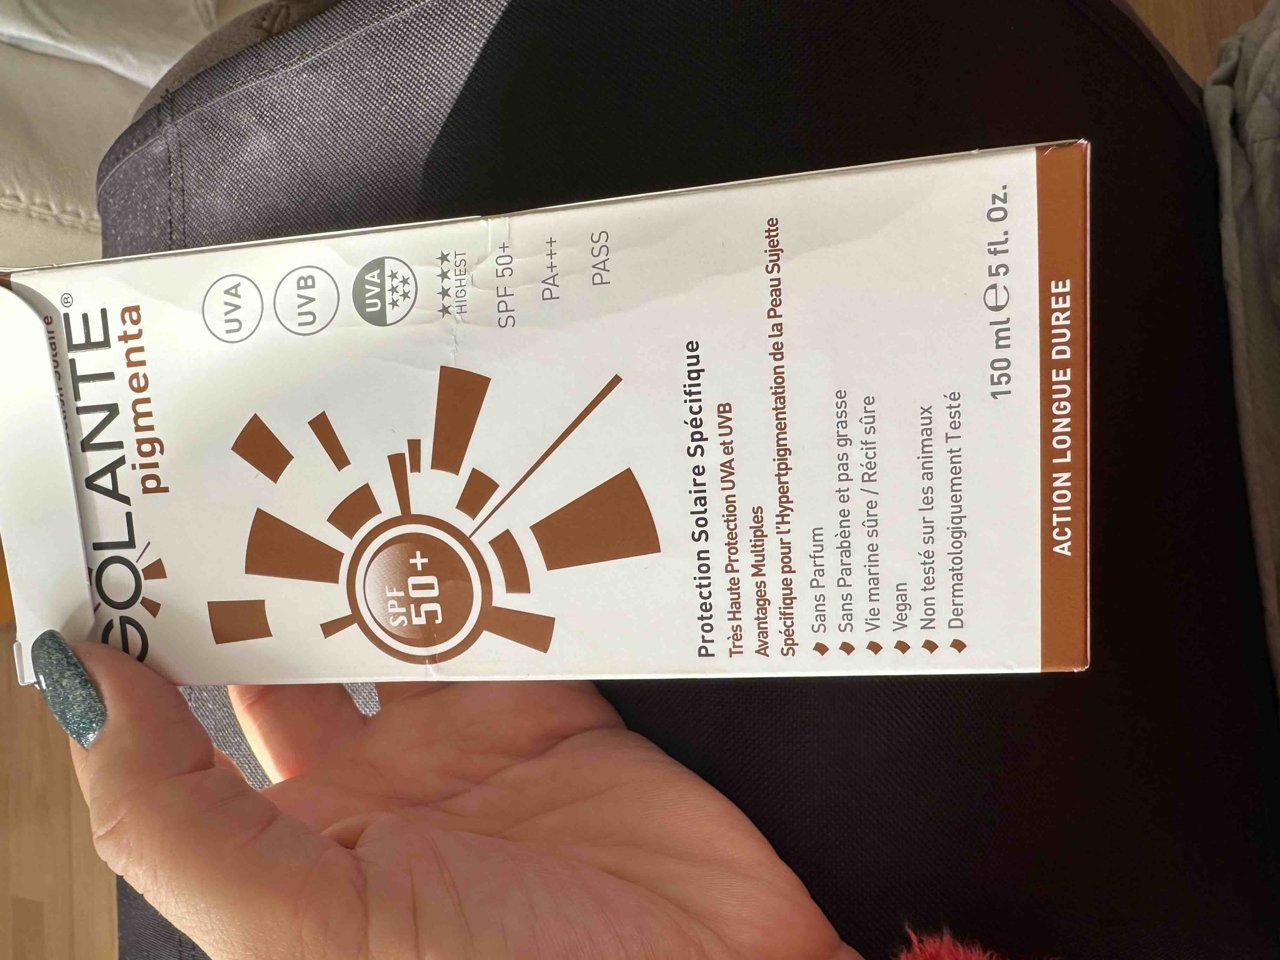 SOLANTE®
pigmenta
UVA
UVB
UVA
HIGHEST
SPF 50+
PA+++
PASS
SPF
50+
Protection Solaire Spécifique
Très Haute Protection UVA et UVB
Avantages Multiples
Spécifique pour l'Hypertpigmentation de la Peau Sujette
Sans Parfum
Sans Parabène et pas grasse
Vie marine sûre / Récif sûre
Vegan
Non testé sur les animaux
Dermatologiquement Testé
150 ml e 5 fl. Oz.
ACTION LONGUE DUREE